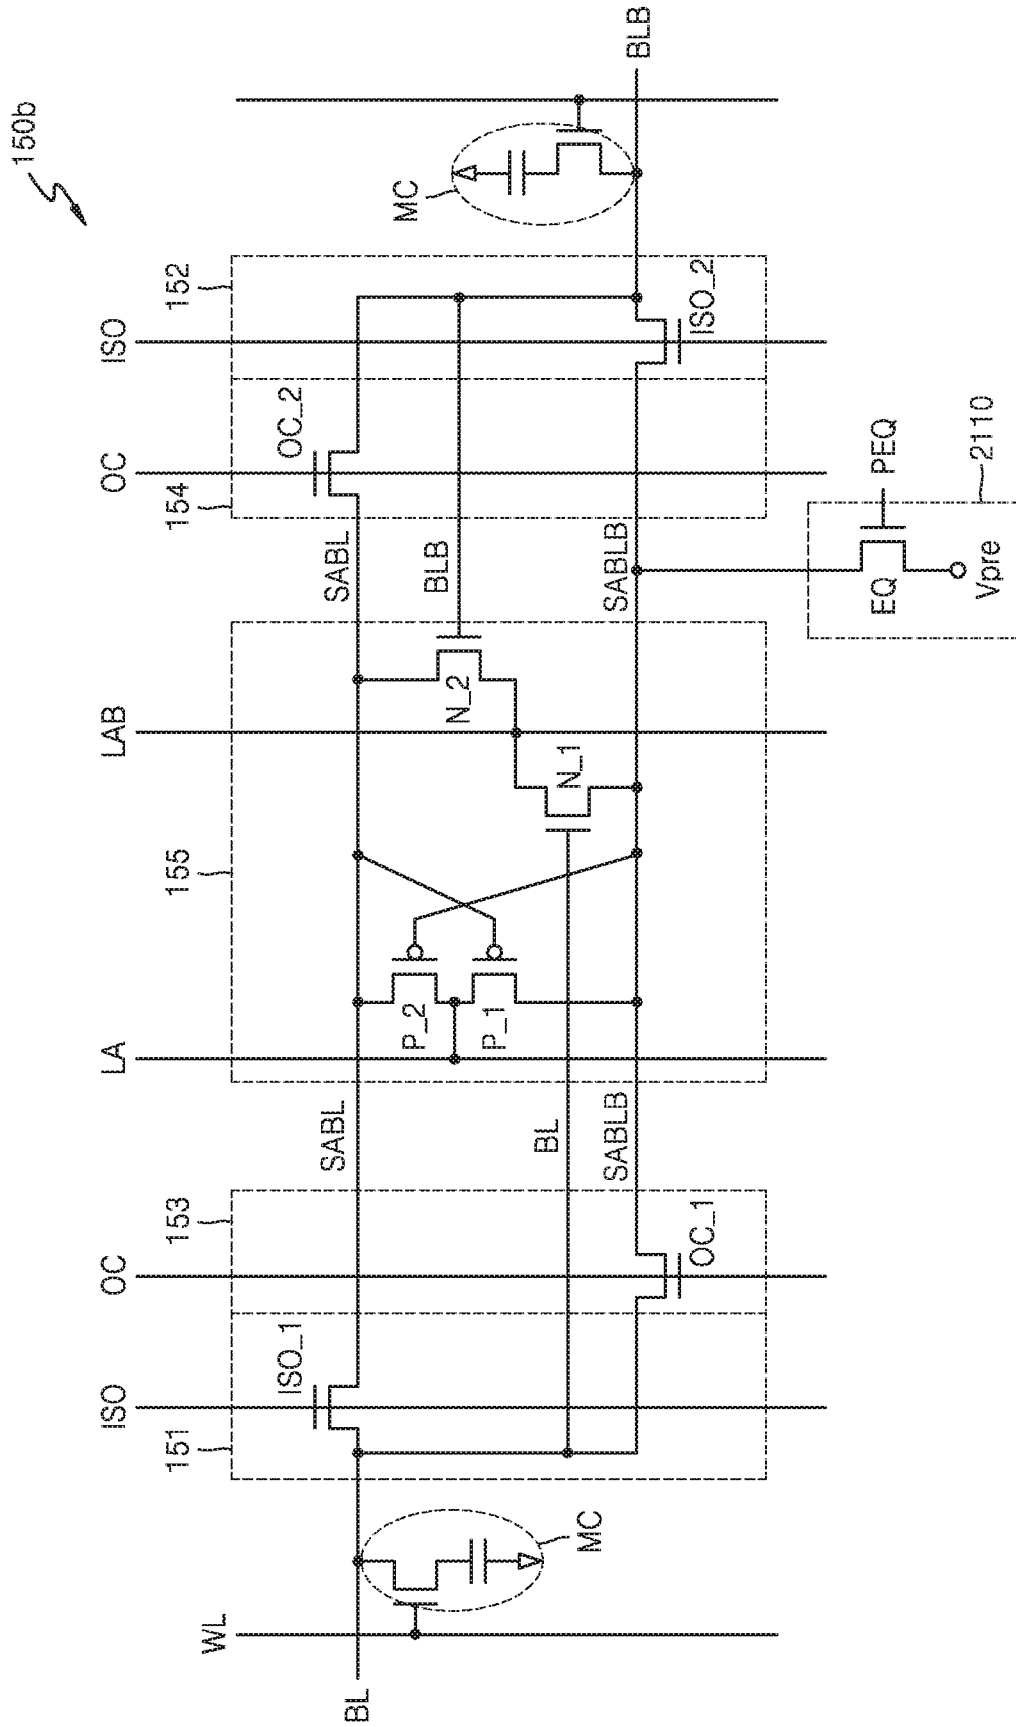 150b
WL
ISO
OC
LA
LAB
OC
ISO
151
153
155
154
152
BL
ISO_1
SABL
P_2
P_1
N_2
N_1
SABL
OC_2
MC
MC
BL
BLB
SABLB
SABLB
OC_1
ISO_2
BLB
EQ
PEQ
Vpre
2110